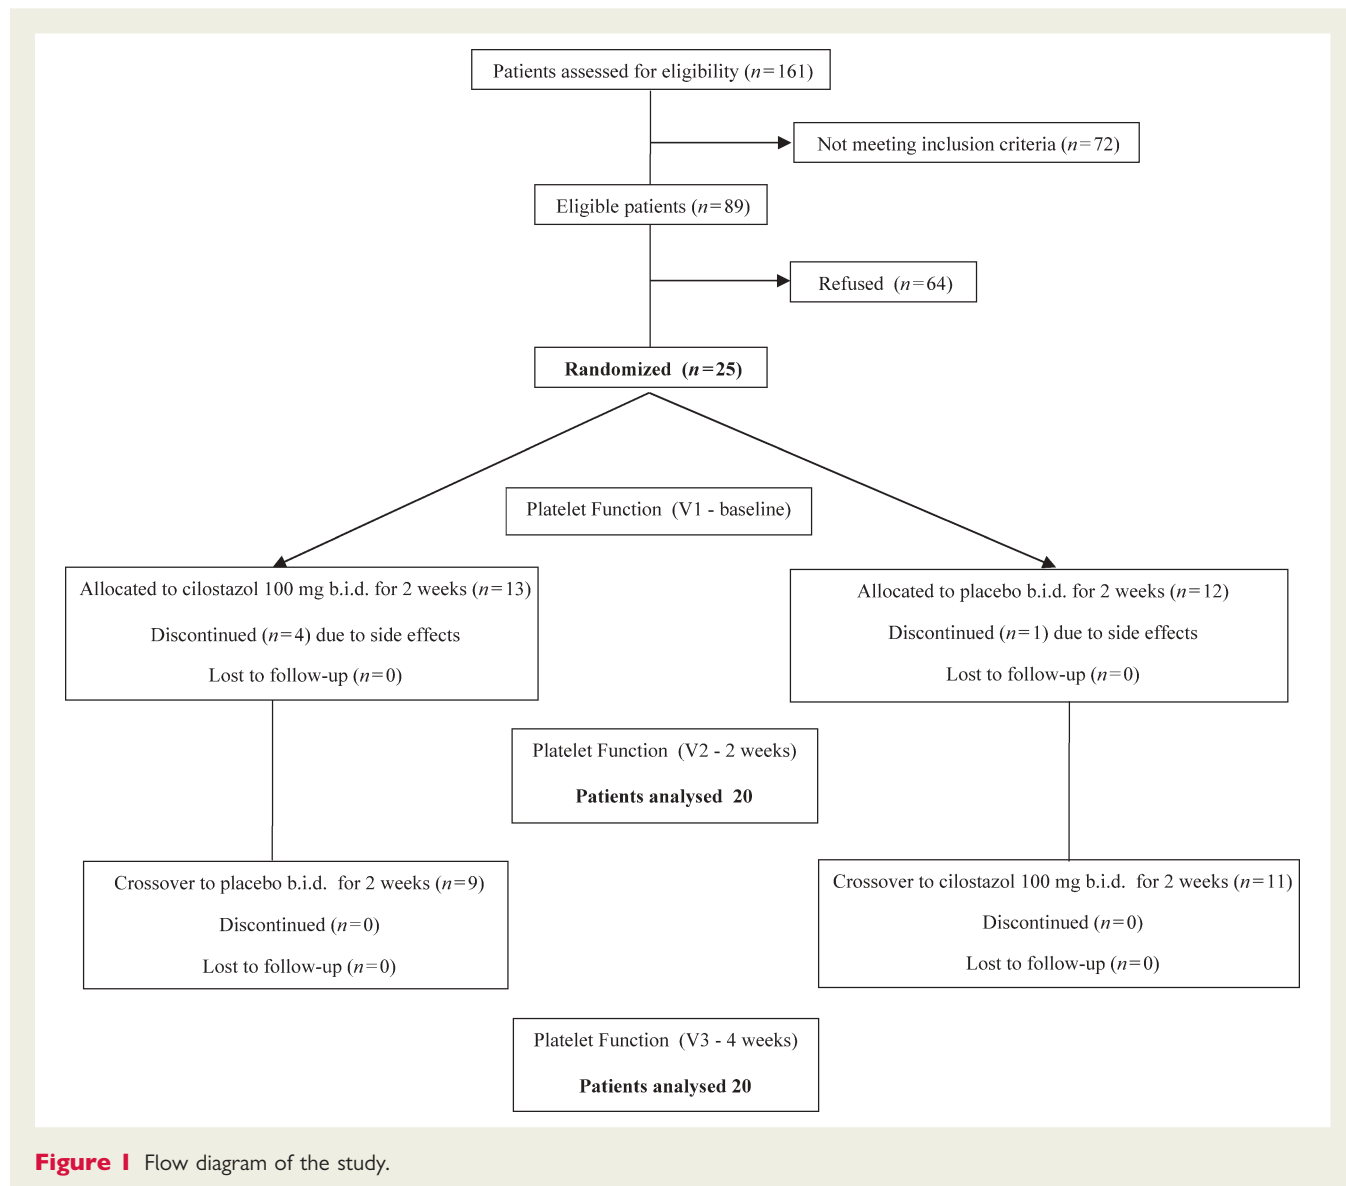 Patients assessed for eligibility (n=161)
Not meeting inclusion criteria (n=72)
Eligible patients (n=89)
Refused (n=64)
Randomized (n=25)
Platelet Function (V1 - baseline)
Allocated to cilostazol 100 mg b.i.d. for 2 weeks (n=13)
Discontinued (n=4) due to side effects
Lost to follow-up (n=0)
Allocated to placebo b.i.d. for 2 weeks (n=12)
Discontinued (n=1) due to side effects
Lost to follow-up (n=0)
Platelet Function (V2 - 2 weeks)
Patients analysed 20
Crossover to placebo b.i.d. for 2 weeks (n=9)
Discontinued (n=0)
Lost to follow-up (n=0)
Crossover to cilostazol 100 mg b.i.d. for 2 weeks (n=11)
Discontinued (n=0)
Lost to follow-up (n=0)
Platelet Function (V3 - 4 weeks)
Patients analysed 20
Figure 1 Flow diagram of the study.